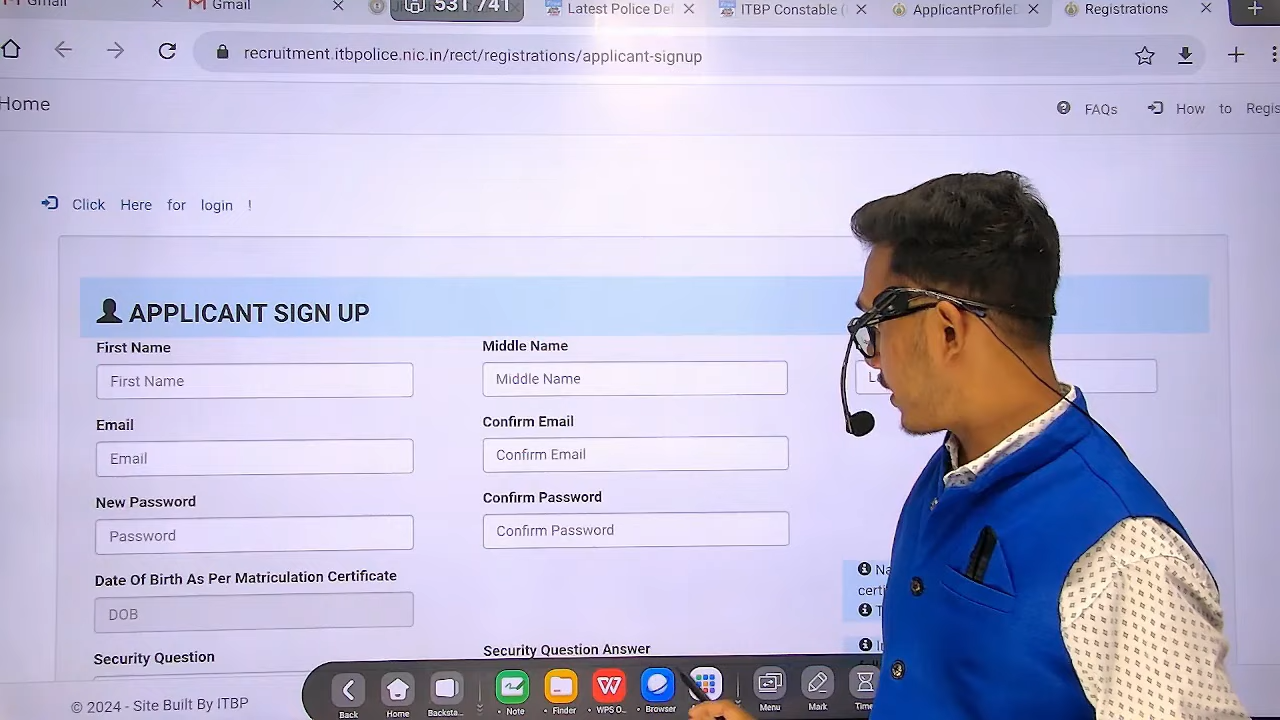 Gmail
Gmail
531 741
Latest Police Def
ITBP Constable (
ApplicantProfileD
Registrations
recruitment.itbpolice.nic.in/rect/registrations/applicant-signup
Home
FAQs
How to Regis
Click Here for login !
APPLICANT SIGN UP
First Name
Middle Name
First Name
Middle Name
Email
Confirm Email
Email
Confirm Email
New Password
Confirm Password
Password
Confirm Password
Date Of Birth As Per Matriculation Certificate
DOB
Security Question
Security Question Answer
© 2024 - Site Built By ITBP
Back
Home
Backsta...
Note
Finder
WPS O...
Browser
Menu
Mark
Time